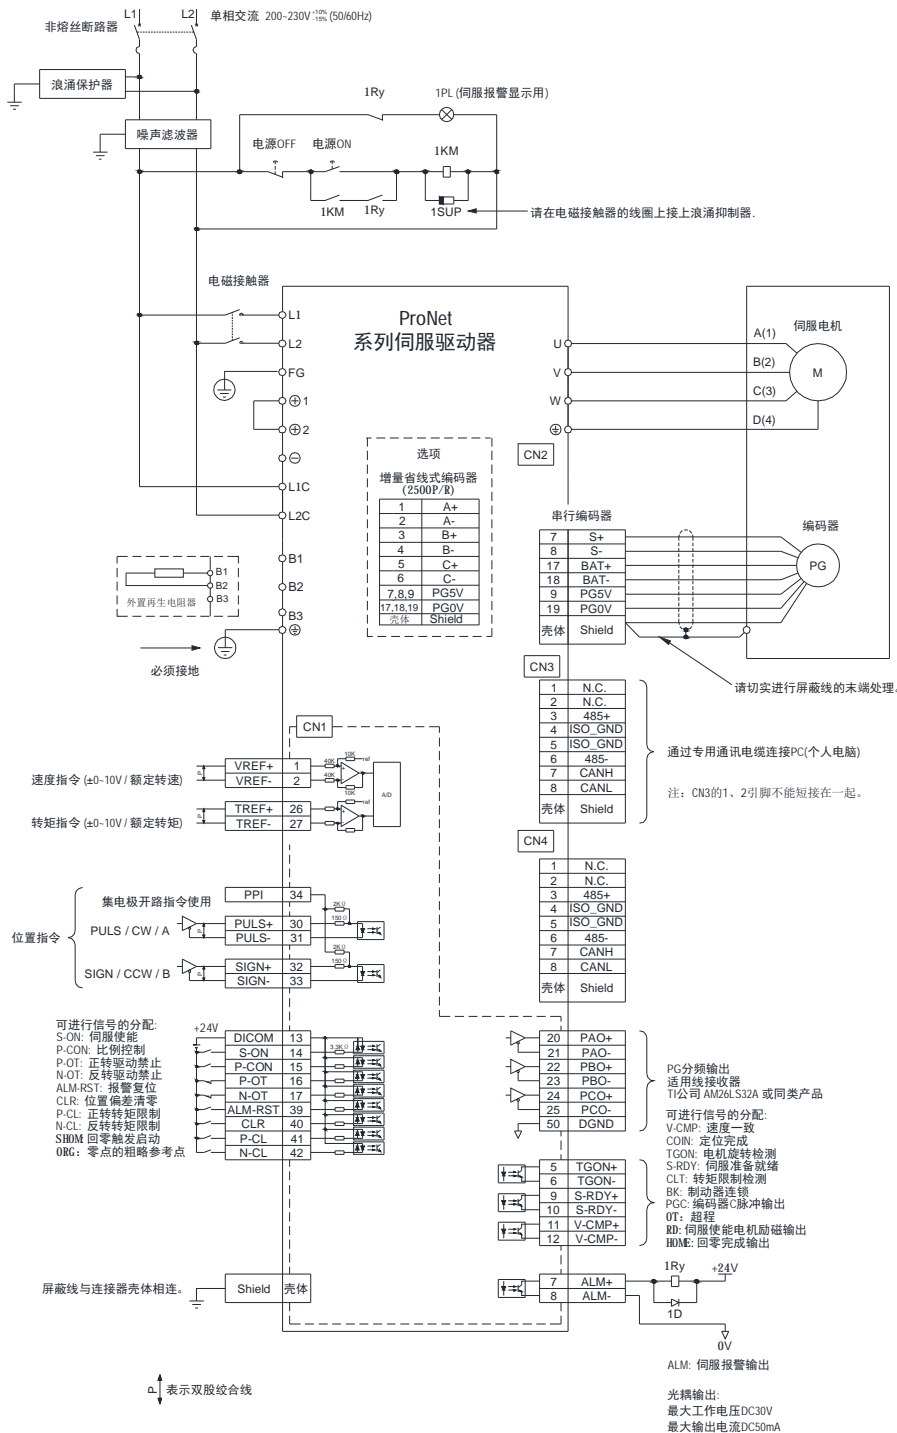 L1
L2
单相交流 200~230V +10% -15% (50/60Hz)
非熔丝断路器
浪涌保护器
噪声滤波器
1Ry
1PL (伺服报警显示用)
电源OFF
电源ON
1KM
1KM
1Ry
1SUP
请在电磁接触器的线圈上接上浪涌抑制器.
电磁接触器
ProNet
系列伺服驱动器
L1
L2
FG
⊕1
⊕2
⊖
L1C
L2C
B1
B2
B3
U
V
W
CN2
A(1)
B(2)
C(3)
D(4)
伺服电机
M
选项
增量省线式编码器
(2500P/R)
1 A+
2 A-
3 B+
4 B-
5 C+
6 C-
7,8,9 PG5V
17,18,19 PG0V
壳体 Shield
B1
B2
B3
外置再生电阻器
必须接地
串行编码器
7 S+
8 S-
17 BAT+
18 BAT-
9 PG5V
19 PG0V
壳体 Shield
编码器
PG
请切实进行屏蔽线的末端处理.
CN3
1 N.C.
2 N.C.
3 485+
4 ISO_GND
5 ISO_GND
6 485-
7 CANH
8 CANL
壳体 Shield
通过专用通讯电缆连接PC(个人电脑)
注：CN3的1、2引脚不能短接在一起。
CN4
1 N.C.
2 N.C.
3 485+
4 ISO_GND
5 ISO_GND
6 485-
7 CANH
8 CANL
壳体 Shield
CN1
速度指令 (±0~10V / 额定转速)
P
VREF+ 1
VREF- 2
40K
40K
10K
10K
ref
A/D
转矩指令 (±0~10V / 额定转矩)
P
TREF+ 26
TREF- 27
ref
位置指令
集电极开路指令使用
PPI 34
PULS / CW / A
P
PULS+ 30
PULS- 31
2KΩ
150Ω
SIGN / CCW / B
P
SIGN+ 32
SIGN- 33
2KΩ
150Ω
可进行信号的分配:
S-ON: 伺服使能
P-CON: 比例控制
P-OT: 正转驱动禁止
N-OT: 反转驱动禁止
ALM-RST: 报警复位
CLR: 位置偏差清零
P-CL: 正转转矩限制
N-CL: 反转转矩限制
SHOM: 回零触发启动
ORG: 零点的粗略参考点
+24V
DICOM 13
S-ON 14
P-CON 15
P-OT 16
N-OT 17
ALM-RST 39
CLR 40
P-CL 41
N-CL 42
3.3KΩ
20 PAO+
21 PAO-
22 PBO+
23 PBO-
24 PCO+
25 PCO-
50 DGND
PG分频输出
适用线接收器
TI公司 AM26LS32A 或同类产品
可进行信号的分配:
V-CMP: 速度一致
COIN: 定位完成
TGON: 电机旋转检测
S-RDY: 伺服准备就绪
CLT: 转矩限制检测
BK: 制动器连锁
PGC: 编码器C脉冲输出
OT: 超程
RD: 伺服使能电机励磁输出
HOME: 回零完成输出
5 TGON+
6 TGON-
9 S-RDY+
10 S-RDY-
11 V-CMP+
12 V-CMP-
屏蔽线与连接器壳体相连。
Shield 壳体
7 ALM+
8 ALM-
1Ry
+24V
1D
0V
ALM: 伺服报警输出
P 表示双股绞合线
光耦输出:
最大工作电压DC30V
最大输出电流DC50mA